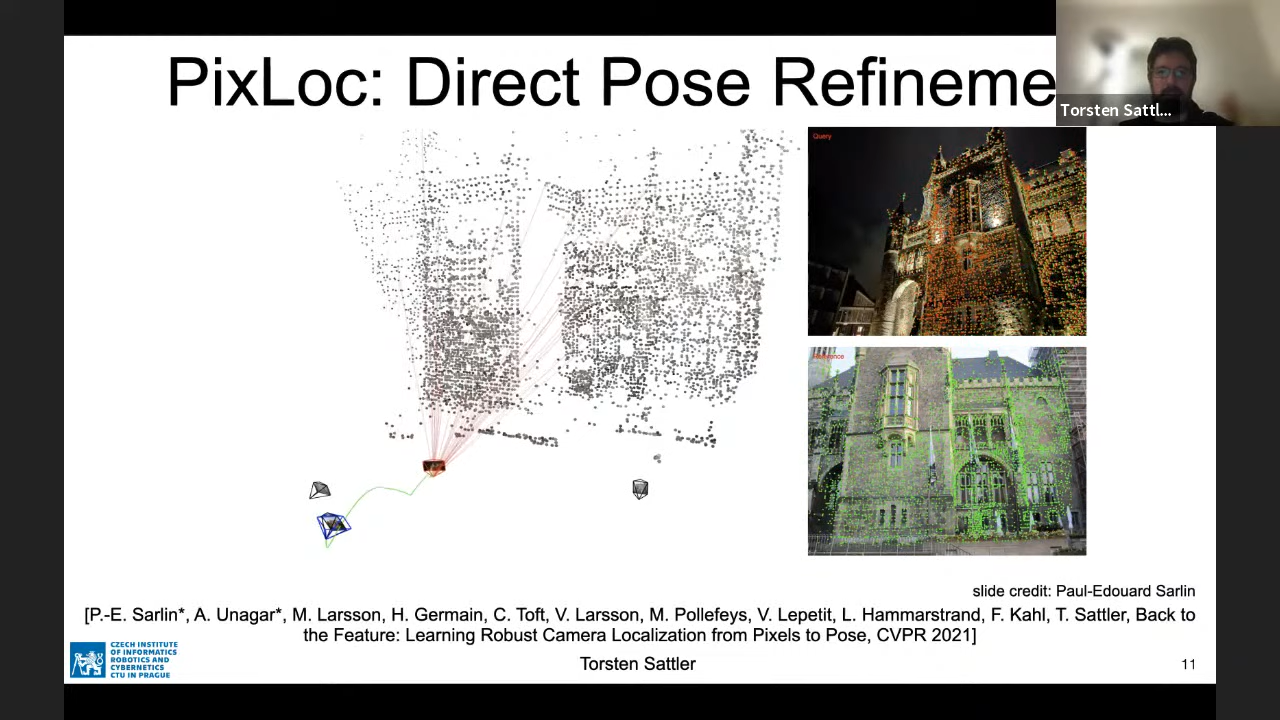 PixLoc: Direct Pose Refineme
Torsten Sattl...
Query
slide credit: Paul-Edouard Sarlin
[P.-E. Sarlin*, A. Unagar*, M. Larsson, H. Germain, C. Toft, V. Larsson, M. Pollefeys, V. Lepetit, L. Hammarstrand, F. Kahl, T. Sattler, Back to
the Feature: Learning Robust Camera Localization from Pixels to Pose, CVPR 2021]
CZECH INSTITUTE
OF INFORMATICS
ROBOTICS AND
CYBERNETICS
CTU IN PRAGUE
Torsten Sattler
11